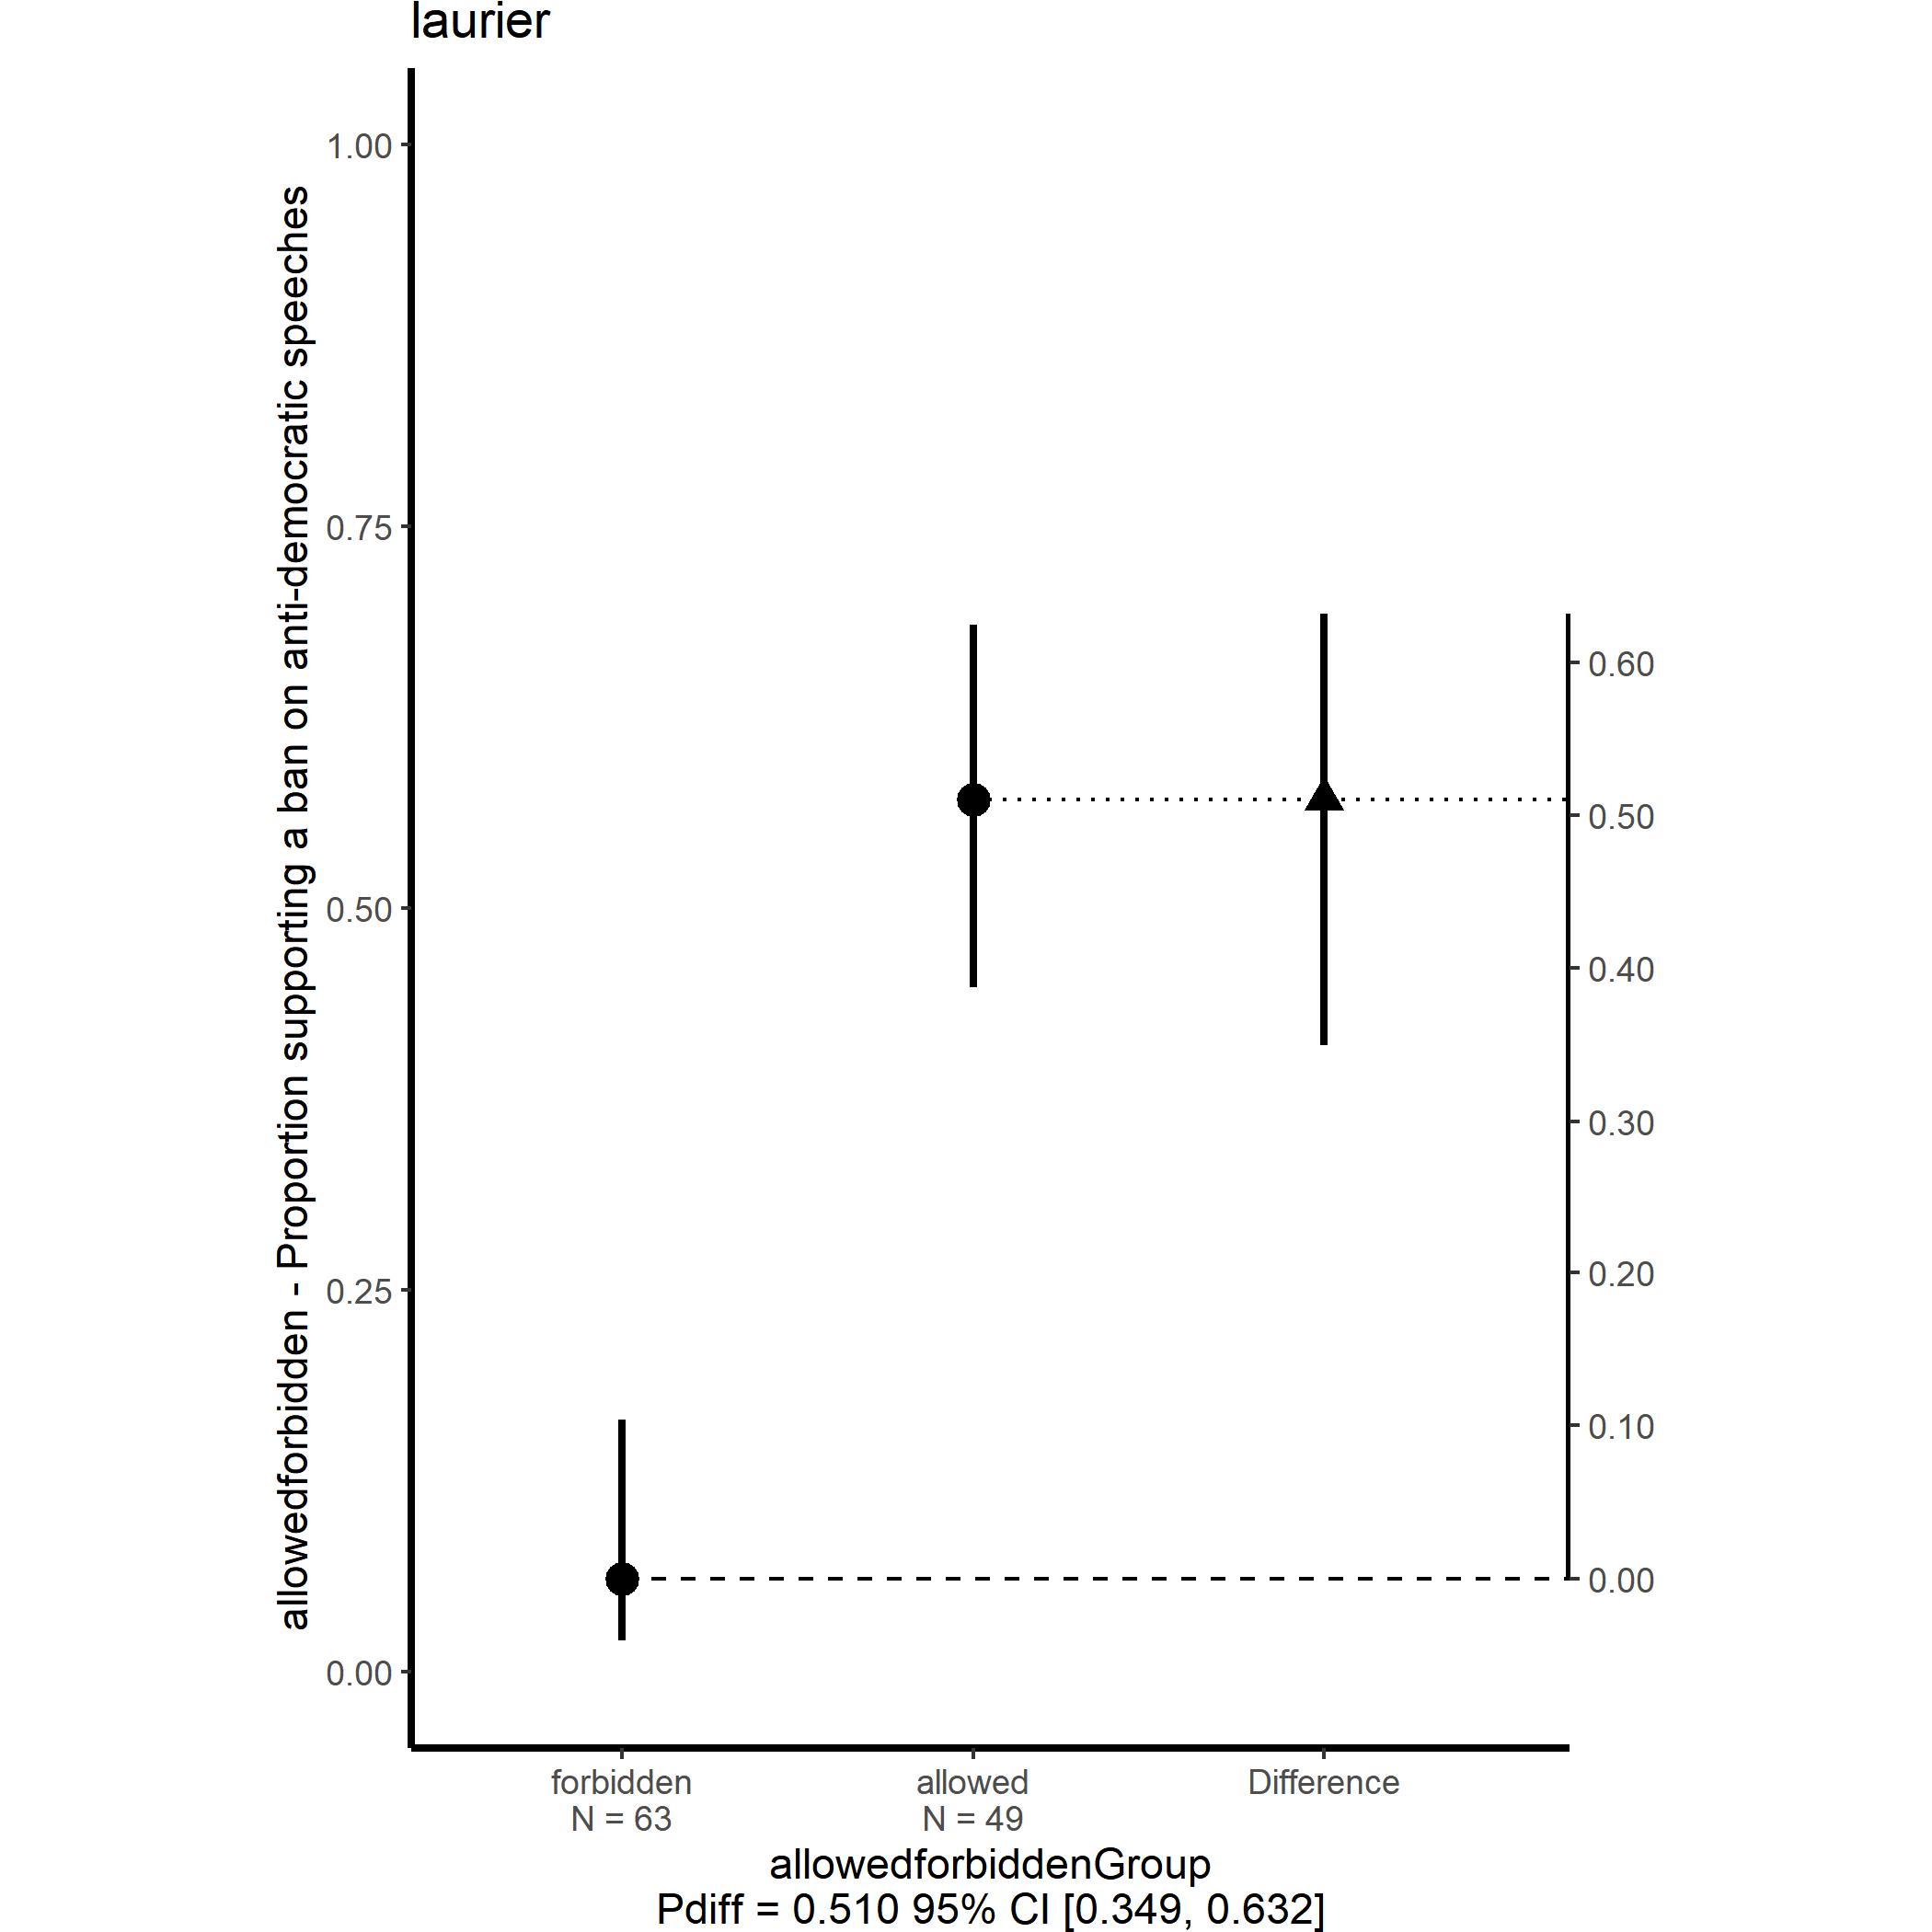 laurier
allowedforbidden - Proportion supporting a ban on anti-democratic speeches
1.00
0.75
0.50
0.25
0.00
0.60
0.50
0.40
0.30
0.20
0.10
0.00
forbidden
N = 63
allowed
N = 49
Difference
allowedforbiddenGroup
Pdiff = 0.510 95% CI [0.349, 0.632]